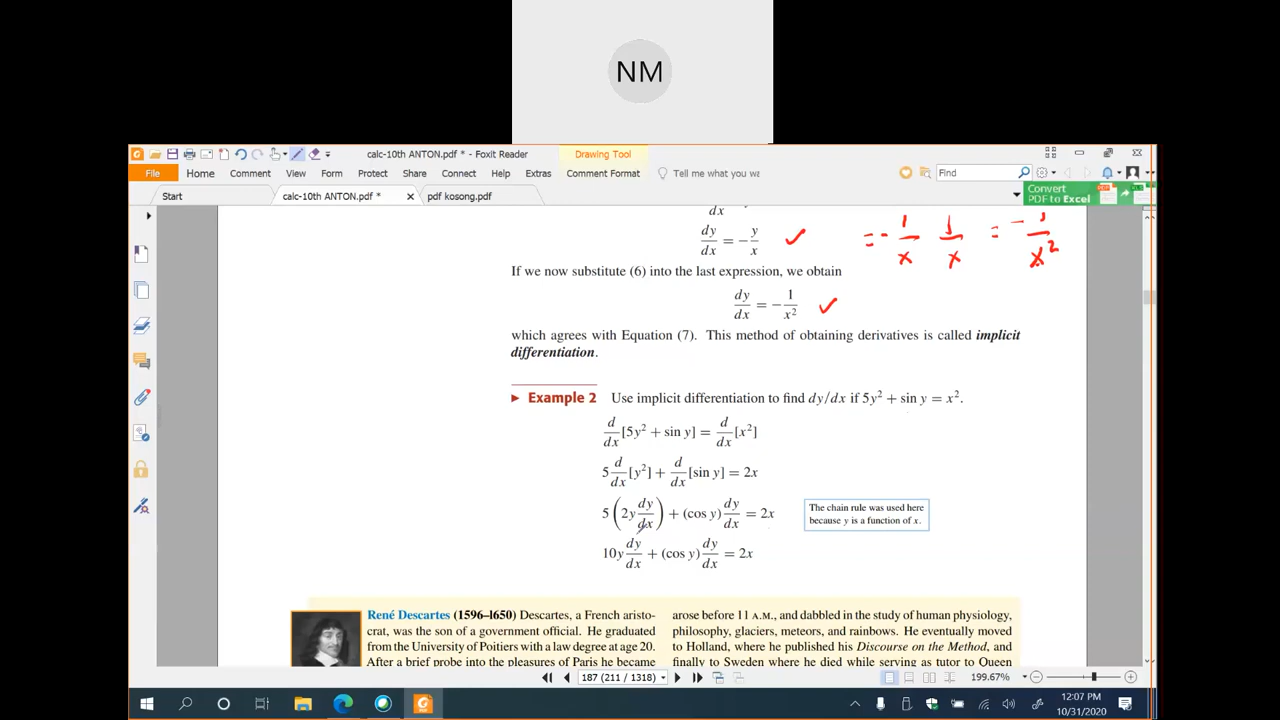 NM
calc-10th ANTON.pdf * - Foxit Reader
Drawing Tool
File Home Comment View Form Protect Share Connect Help Extras Comment Format Tell me what you wa Find
Start calc-10th ANTON.pdf * pdf kosong.pdf Convert PDF to Excel
dx
dy/dx = −y/x ✓ = − 1/x 1/x = −1/x²
If we now substitute (6) into the last expression, we obtain
dy/dx = −1/x² ✓
which agrees with Equation (7). This method of obtaining derivatives is called implicit
differentiation.
► Example 2 Use implicit differentiation to find dy/dx if 5y² + sin y = x².
d/dx[5y² + sin y] = d/dx[x²]
5 d/dx[y²] + d/dx[sin y] = 2x
5(2y dy/dx) + (cos y) dy/dx = 2x
The chain rule was used here
because y is a function of x.
10y dy/dx + (cos y) dy/dx = 2x
René Descartes (1596–1650) Descartes, a French aristo-
crat, was the son of a government official. He graduated
from the University of Poitiers with a law degree at age 20.
After a brief probe into the pleasures of Paris he became
arose before 11 A.M., and dabbled in the study of human physiology,
philosophy, glaciers, meteors, and rainbows. He eventually moved
to Holland, where he published his Discourse on the Method, and
finally to Sweden where he died while serving as tutor to Queen
187 (211 / 1318) 199.67%
12:07 PM
10/31/2020